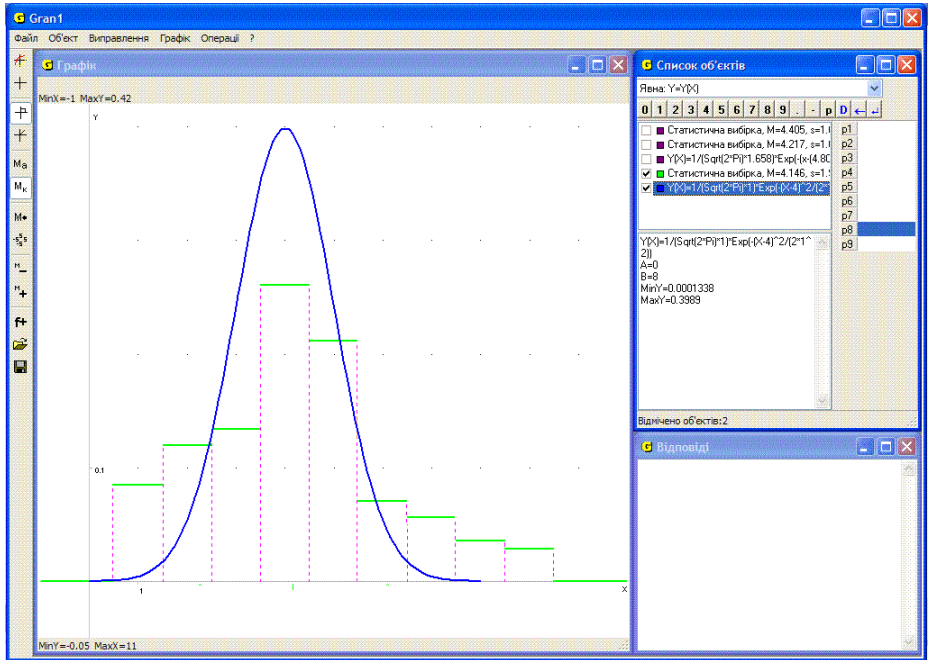 Gran1
Файл Об'єкт Виправлення Графік Операції ?
Графік
MinX=-1 MaxY=0.42
Y
0.1
1
X
MinY=-0.05 MaxX=11
Ma
Mк
f+
Список об'єктів
Явна: Y=Y(X)
0 1 2 3 4 5 6 7 8 9 . - p D ← ↵
Статистична вибірка, M=4.405, s=1.
Статистична вибірка, M=4.217, s=1.
Y(X)=1/(Sqrt(2*Pi)*1.658)*Exp(-(x-(4.80
Статистична вибірка, M=4.146, s=1.
Y(X)=1/(Sqrt(2*Pi)*1)*Exp(-(X-4)^2/(2*
p1
p2
p3
p4
p5
p6
p7
p8
p9
Y(X)=1/(Sqrt(2*Pi)*1)*Exp(-(X-4)^2/(2*1^
2))
A=0
B=8
MinY=0.0001338
MaxY=0.3989
Відмічено об'єктів:2
Відповіді